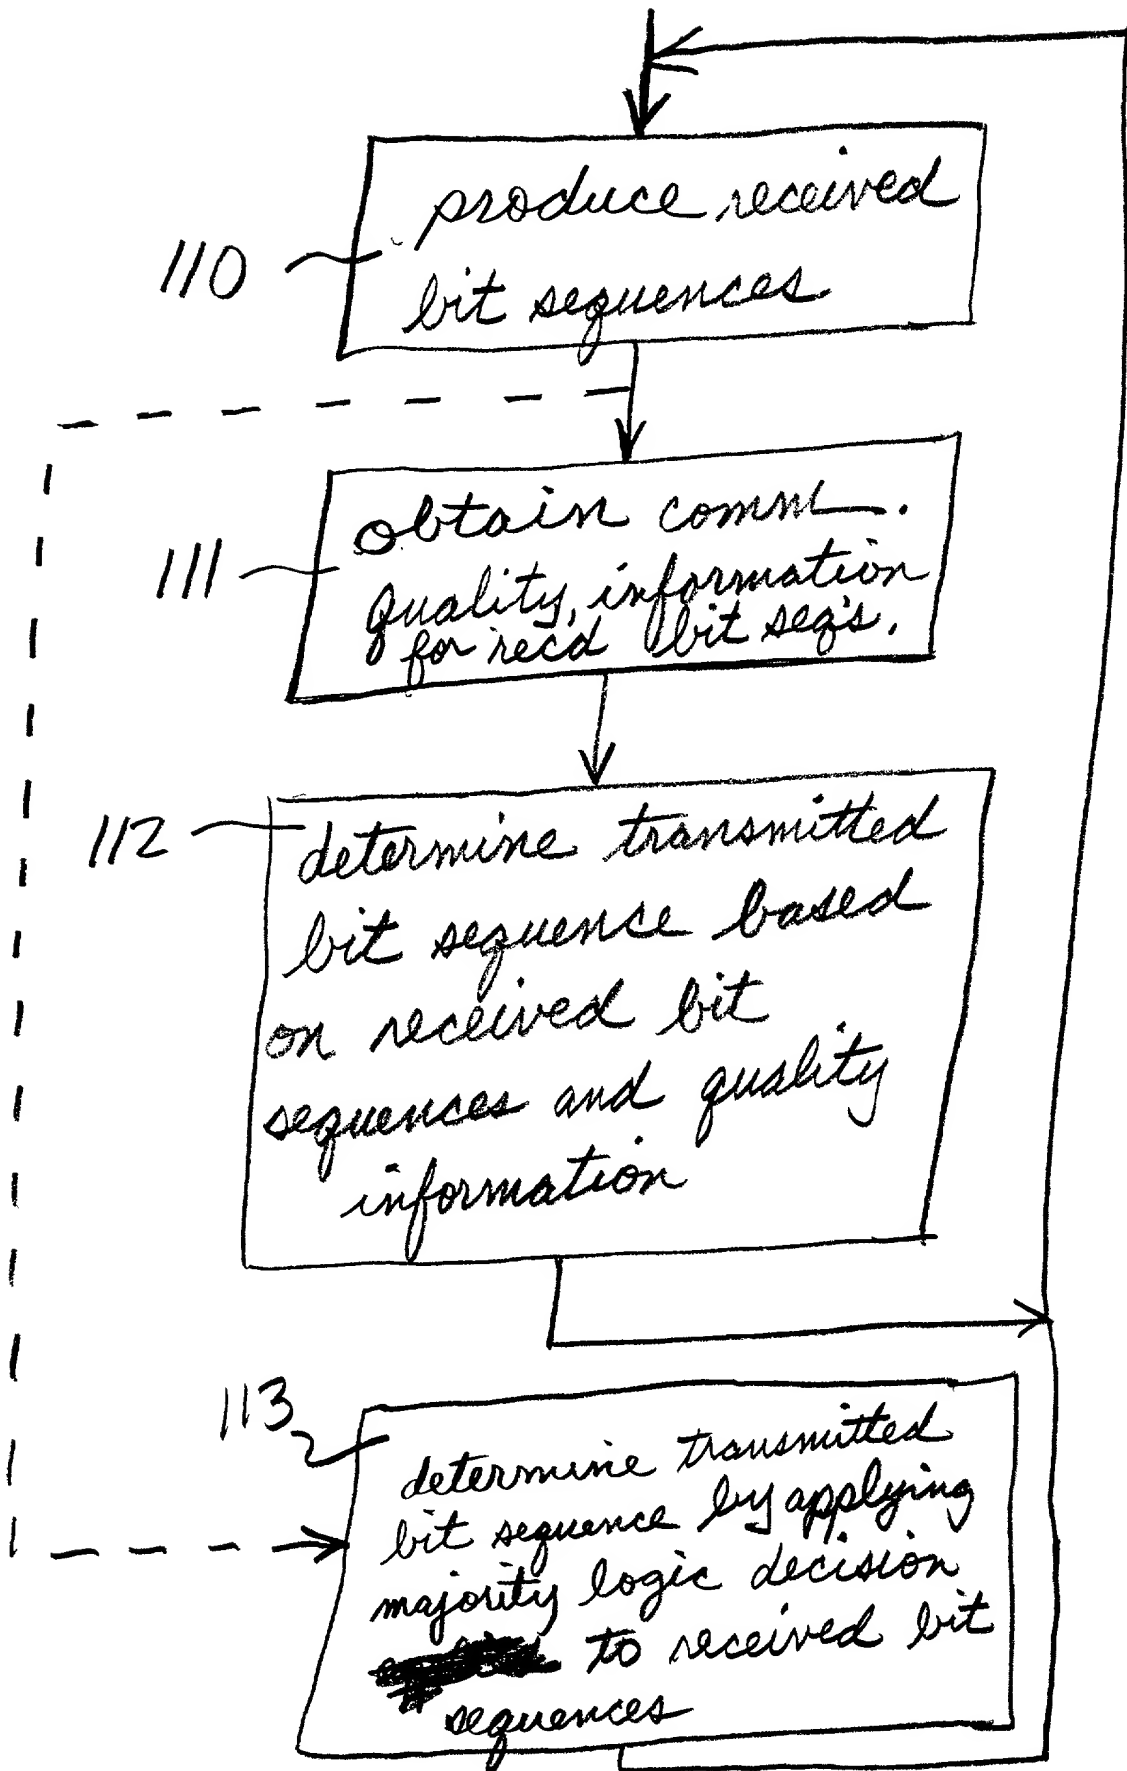 110
produce received
bit sequences
111
obtain comm.
quality information
for rec'd bit seq's.
112
determine transmitted
bit sequence based
on received bit
sequences and quality
information
113
determine transmitted
bit sequence by applying
majority logic decision
to received bit
sequences